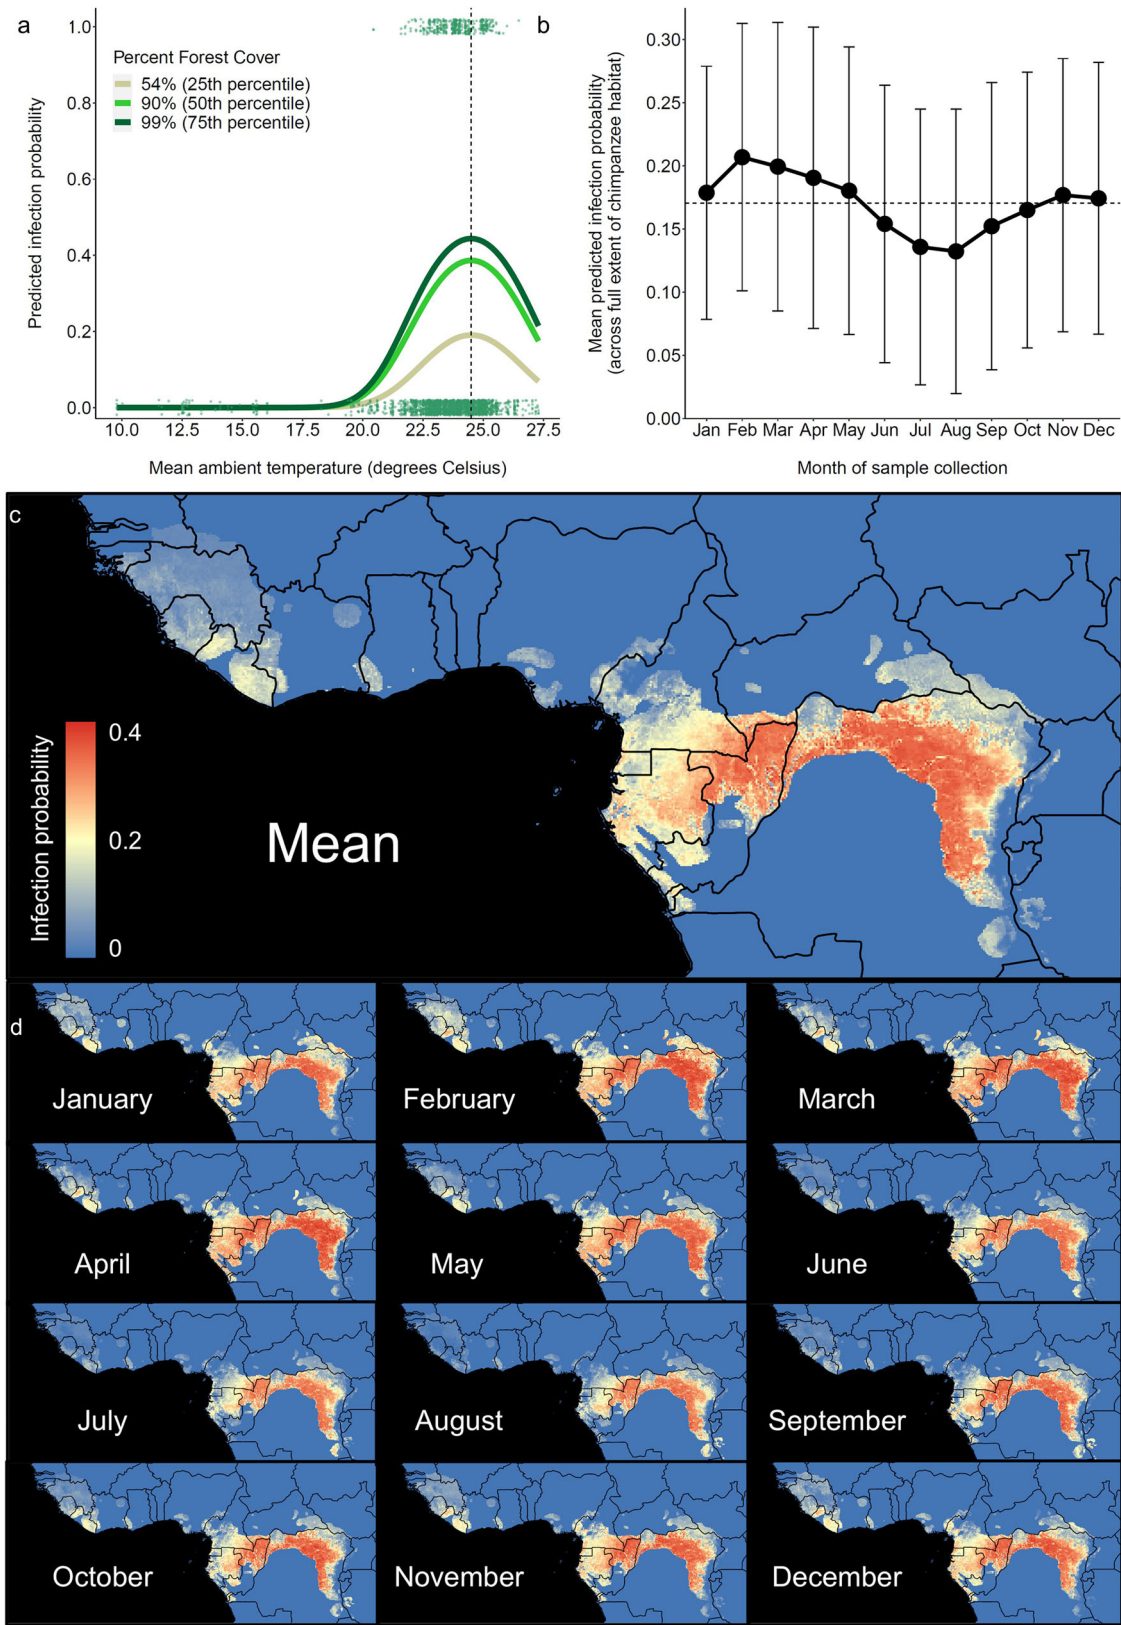 a
Predicted infection probability
1.0
0.8
0.6
0.4
0.2
0.0
Percent Forest Cover
54% (25th percentile)
90% (50th percentile)
99% (75th percentile)
10.0 12.5 15.0 17.5 20.0 22.5 25.0 27.5
Mean ambient temperature (degrees Celsius)
b
Mean predicted infection probability
(across full extent of chimpanzee habitat)
0.30
0.25
0.20
0.15
0.10
0.05
0.00
Jan Feb Mar Apr May Jun Jul Aug Sep Oct Nov Dec
Month of sample collection
c
Infection probability
0.4
0.2
0
Mean
d
January
February
March
April
May
June
July
August
September
October
November
December